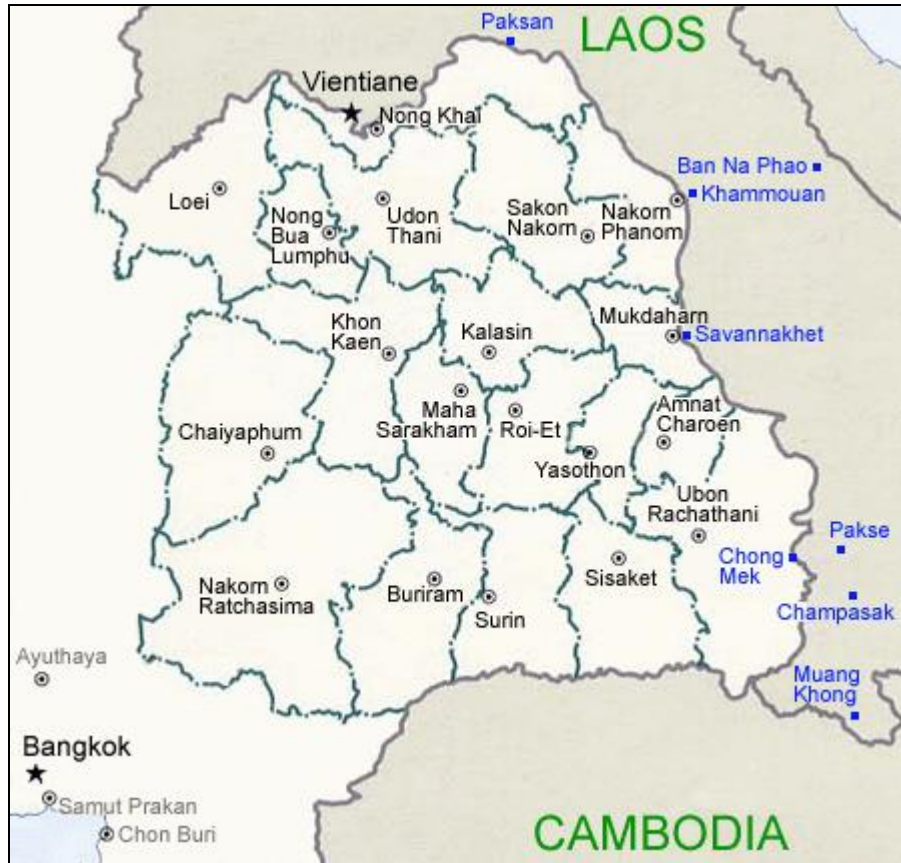 Paksan
LAOS
Vientiane
Nong Khai
Ban Na Phao
Khammouan
Loei
Nong
Bua
Lumphu
Udon
Thani
Sakon
Nakorn
Nakorn
Phanom
Khon
Kaen
Kalasin
Mukdaharn
Savannakhet
Maha
Sarakham
Roi-Et
Amnat
Charoen
Chaiyaphum
Yasothon
Ubon
Rachathani
Pakse
Chong
Mek
Nakorn
Ratchasima
Buriram
Surin
Sisaket
Champasak
Ayuthaya
Muang
Khong
Bangkok
Samut Prakan
Chon Buri
CAMBODIA